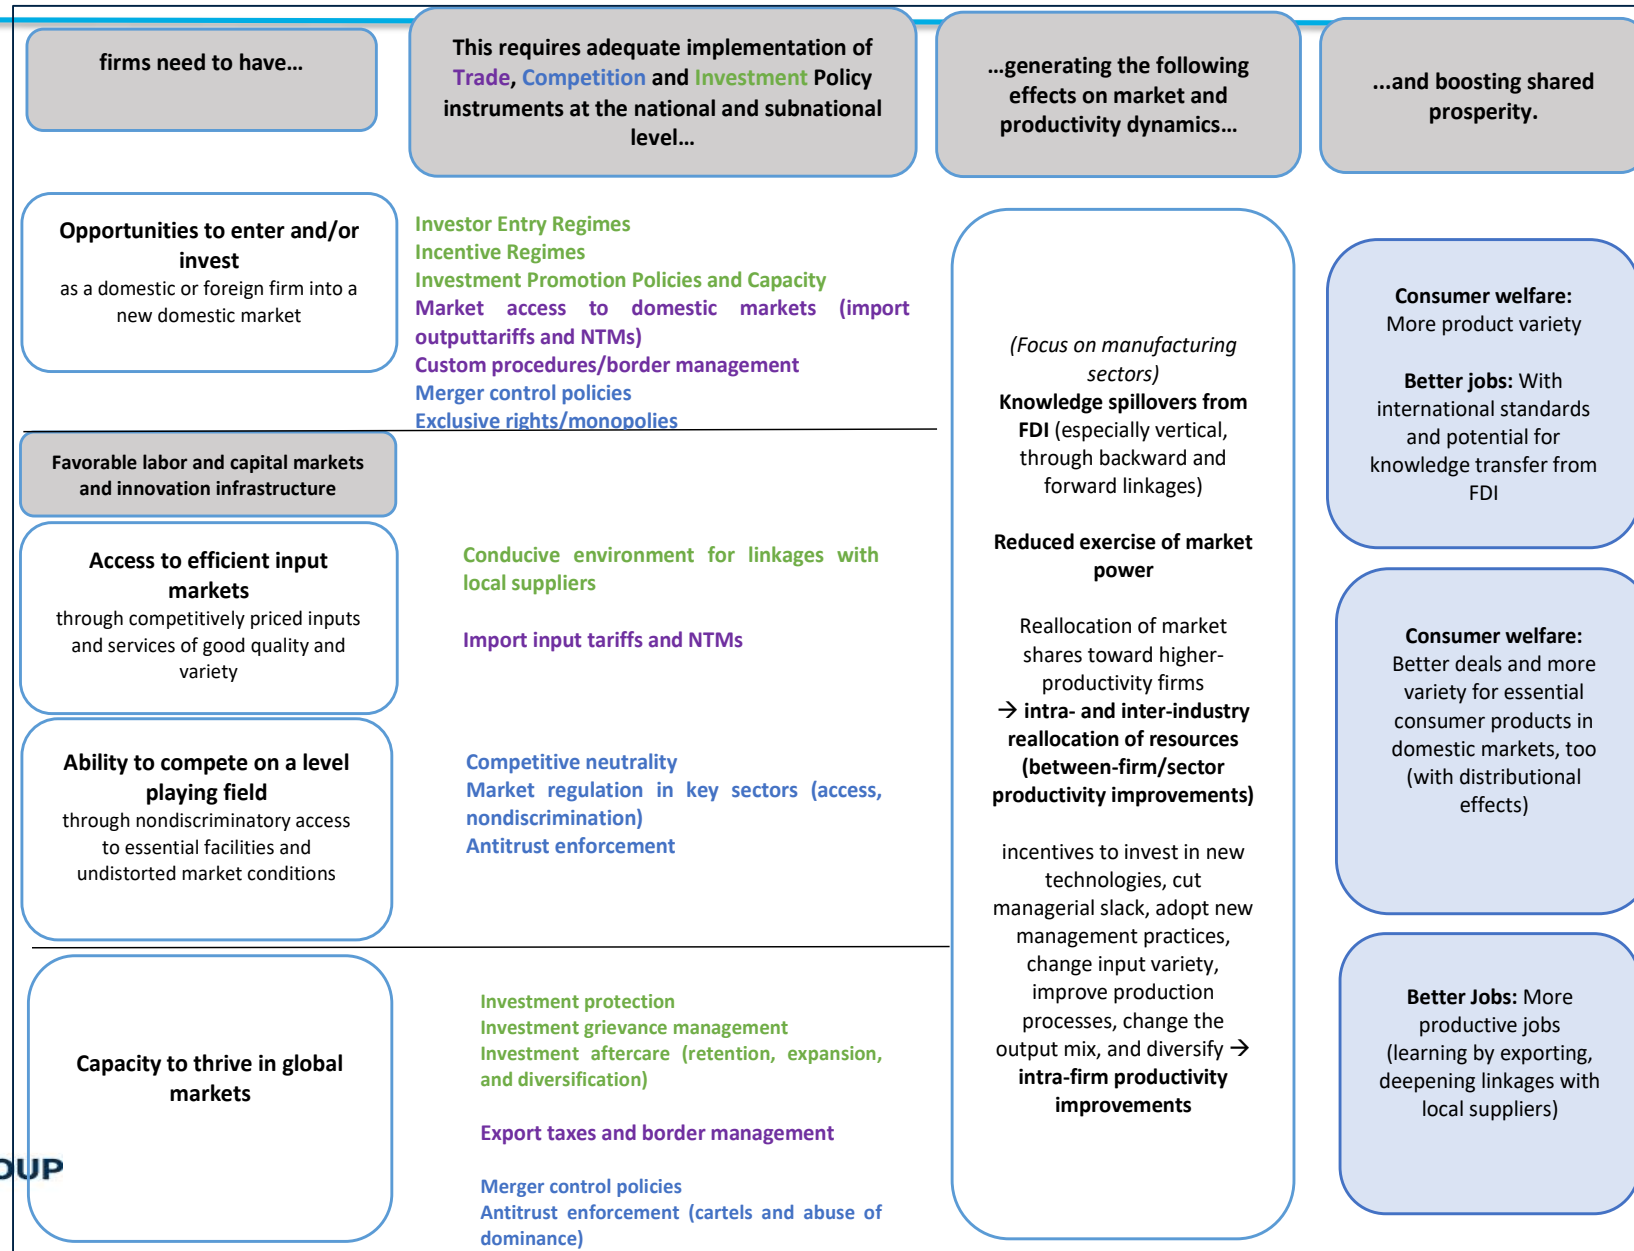 firms need to have...
This requires adequate implementation of
Trade, Competition and Investment Policy
instruments at the national and subnational
level...
...generating the following
effects on market and
productivity dynamics...
...and boosting shared
prosperity.
Opportunities to enter and/or
invest
as a domestic or foreign firm into a
new domestic market
Investor Entry Regimes
Incentive Regimes
Investment Promotion Policies and Capacity
Market access to domestic markets (import
outputtariffs and NTMs)
Custom procedures/border management
Merger control policies
Exclusive rights/monopolies
Favorable labor and capital markets
and innovation infrastructure
Access to efficient input
markets
through competitively priced inputs
and services of good quality and
variety
Conducive environment for linkages with
local suppliers
Import input tariffs and NTMs
Ability to compete on a level
playing field
through nondiscriminatory access
to essential facilities and
undistorted market conditions
Competitive neutrality
Market regulation in key sectors (access,
nondiscrimination)
Antitrust enforcement
Capacity to thrive in global
markets
Investment protection
Investment grievance management
Investment aftercare (retention, expansion,
and diversification)
Export taxes and border management
Merger control policies
Antitrust enforcement (cartels and abuse of
dominance)
(Focus on manufacturing
sectors)
Knowledge spillovers from
FDI (especially vertical,
through backward and
forward linkages)
Reduced exercise of market
power
Reallocation of market
shares toward higher-
productivity firms
→ intra- and inter-industry
reallocation of resources
(between-firm/sector
productivity improvements)
incentives to invest in new
technologies, cut
managerial slack, adopt new
management practices,
change input variety,
improve production
processes, change the
output mix, and diversify →
intra-firm productivity
improvements
Consumer welfare:
More product variety
Better jobs: With
international standards
and potential for
knowledge transfer from
FDI
Consumer welfare:
Better deals and more
variety for essential
consumer products in
domestic markets, too
(with distributional
effects)
Better Jobs: More
productive jobs
(learning by exporting,
deepening linkages with
local suppliers)
OUP